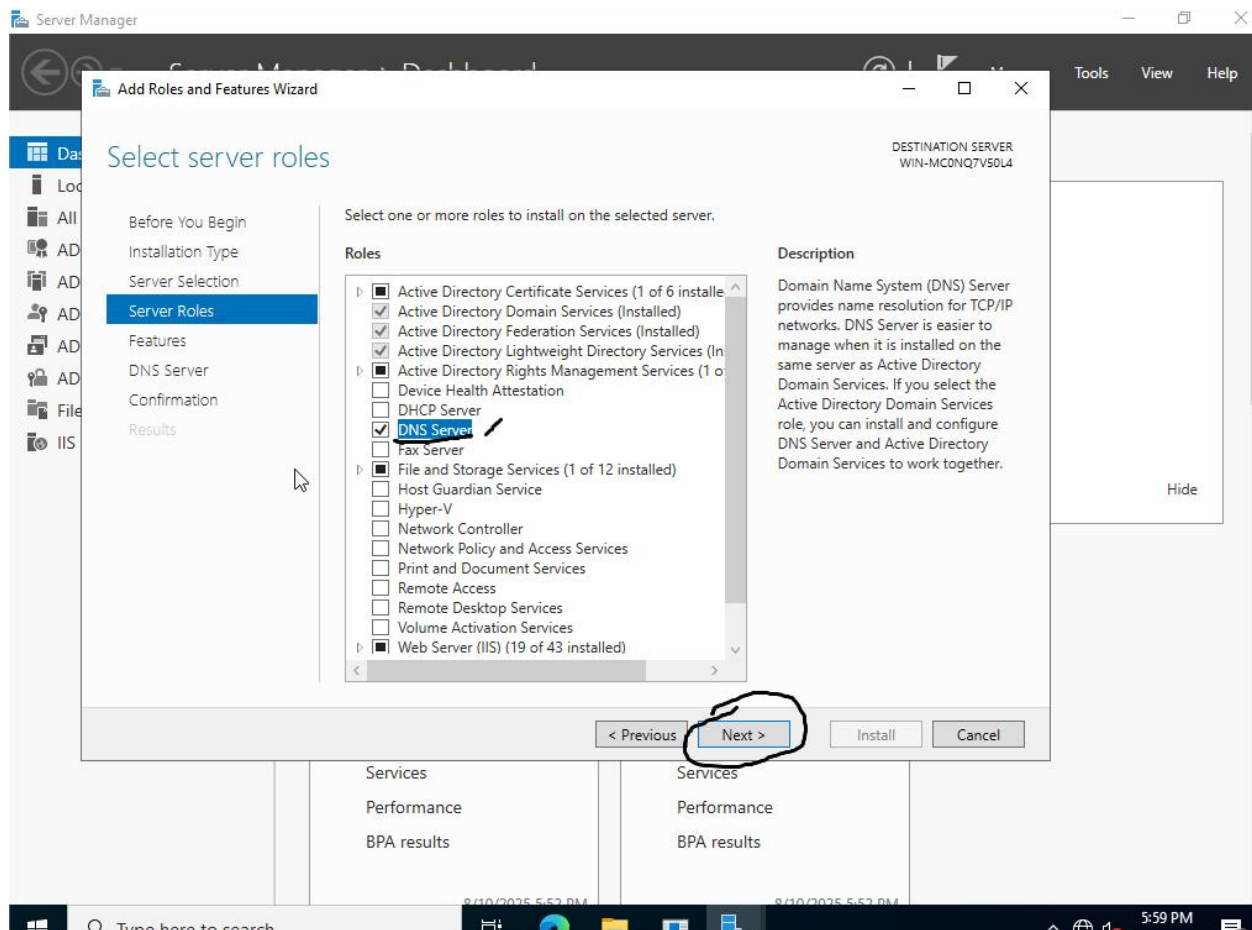 Server Manager
Tools View Help
Add Roles and Features Wizard
Select server roles
DESTINATION SERVER
WIN-MC0NQ7V50L4
Das
Loc
All
AD
AD
AD
AD
AD
File
IIS
Before You Begin
Installation Type
Server Selection
Server Roles
Features
DNS Server
Confirmation
Results
Select one or more roles to install on the selected server.
Roles
Active Directory Certificate Services (1 of 6 installe
Active Directory Domain Services (Installed)
Active Directory Federation Services (Installed)
Active Directory Lightweight Directory Services (In
Active Directory Rights Management Services (1 o
Device Health Attestation
DHCP Server
DNS Server
Fax Server
File and Storage Services (1 of 12 installed)
Host Guardian Service
Hyper-V
Network Controller
Network Policy and Access Services
Print and Document Services
Remote Access
Remote Desktop Services
Volume Activation Services
Web Server (IIS) (19 of 43 installed)
Description
Domain Name System (DNS) Server
provides name resolution for TCP/IP
networks. DNS Server is easier to
manage when it is installed on the
same server as Active Directory
Domain Services. If you select the
Active Directory Domain Services
role, you can install and configure
DNS Server and Active Directory
Domain Services to work together.
Hide
< Previous Next > Install Cancel
Services Services
Performance Performance
BPA results BPA results
8/10/2025 5:52 PM 8/10/2025 5:52 PM
Type here to search
5:59 PM